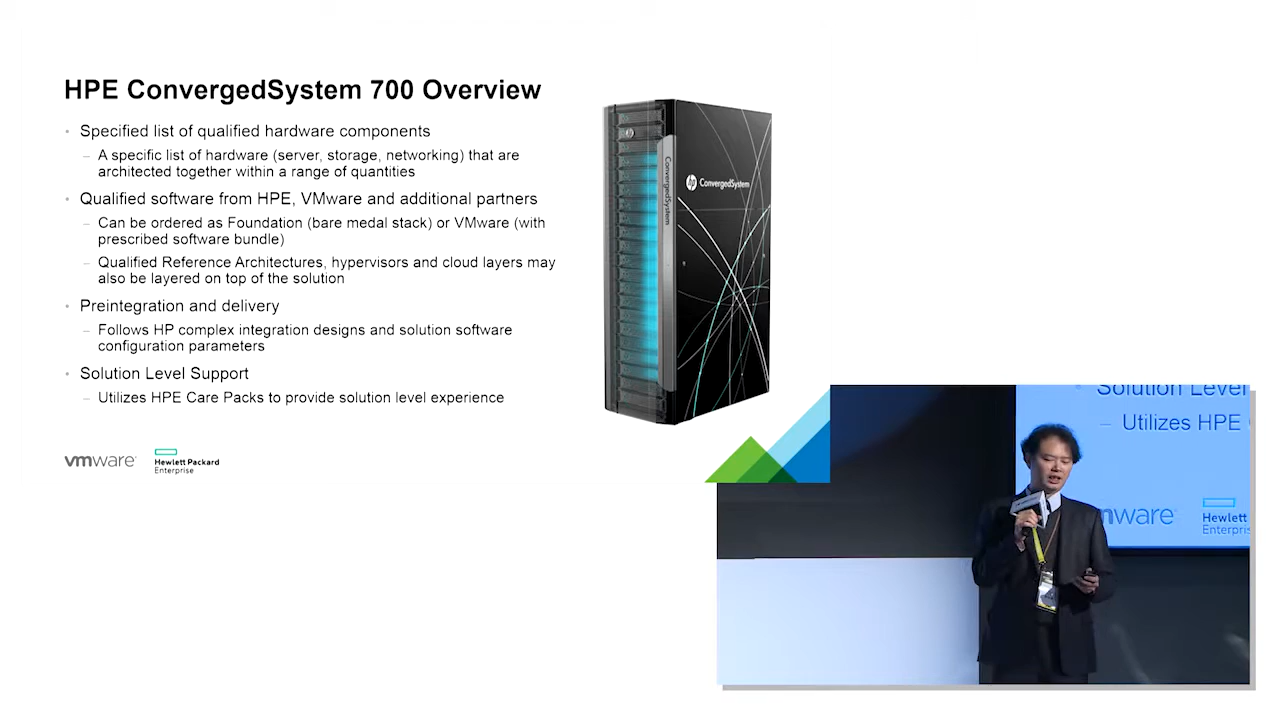 HPE ConvergedSystem 700 Overview
• Specified list of qualified hardware components
– A specific list of hardware (server, storage, networking) that are
architected together within a range of quantities
• Qualified software from HPE, VMware and additional partners
– Can be ordered as Foundation (bare medal stack) or VMware (with
prescribed software bundle)
– Qualified Reference Architectures, hypervisors and cloud layers may
also be layered on top of the solution
• Preintegration and delivery
– Follows HP complex integration designs and solution software
configuration parameters
• Solution Level Support
– Utilizes HPE Care Packs to provide solution level experience
vmware
Hewlett Packard
Enterprise
hp ConvergedSystem
ConvergedSystem
Solution Level
– Utilizes HPE
mware
Hewlett
Enterpris